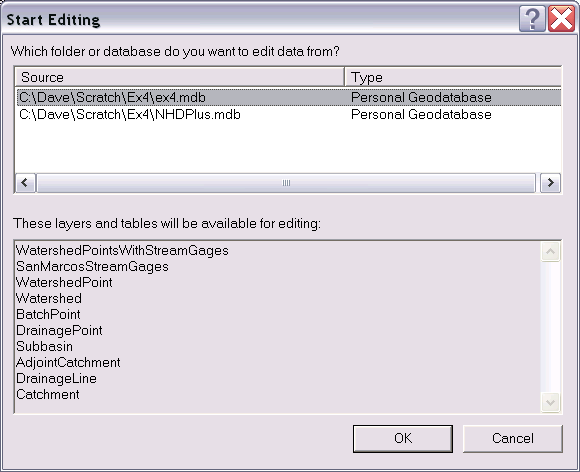 Start Editing
Which folder or database do you want to edit data from?
Source Type
C:\Dave\Scratch\Ex4\ex4.mdb Personal Geodatabase
C:\Dave\Scratch\Ex4\NHDPlus.mdb Personal Geodatabase
These layers and tables will be available for editing:
WatershedPointsWithStreamGages
SanMarcosStreamGages
WatershedPoint
Watershed
BatchPoint
DrainagePoint
Subbasin
AdjointCatchment
DrainageLine
Catchment
OK Cancel